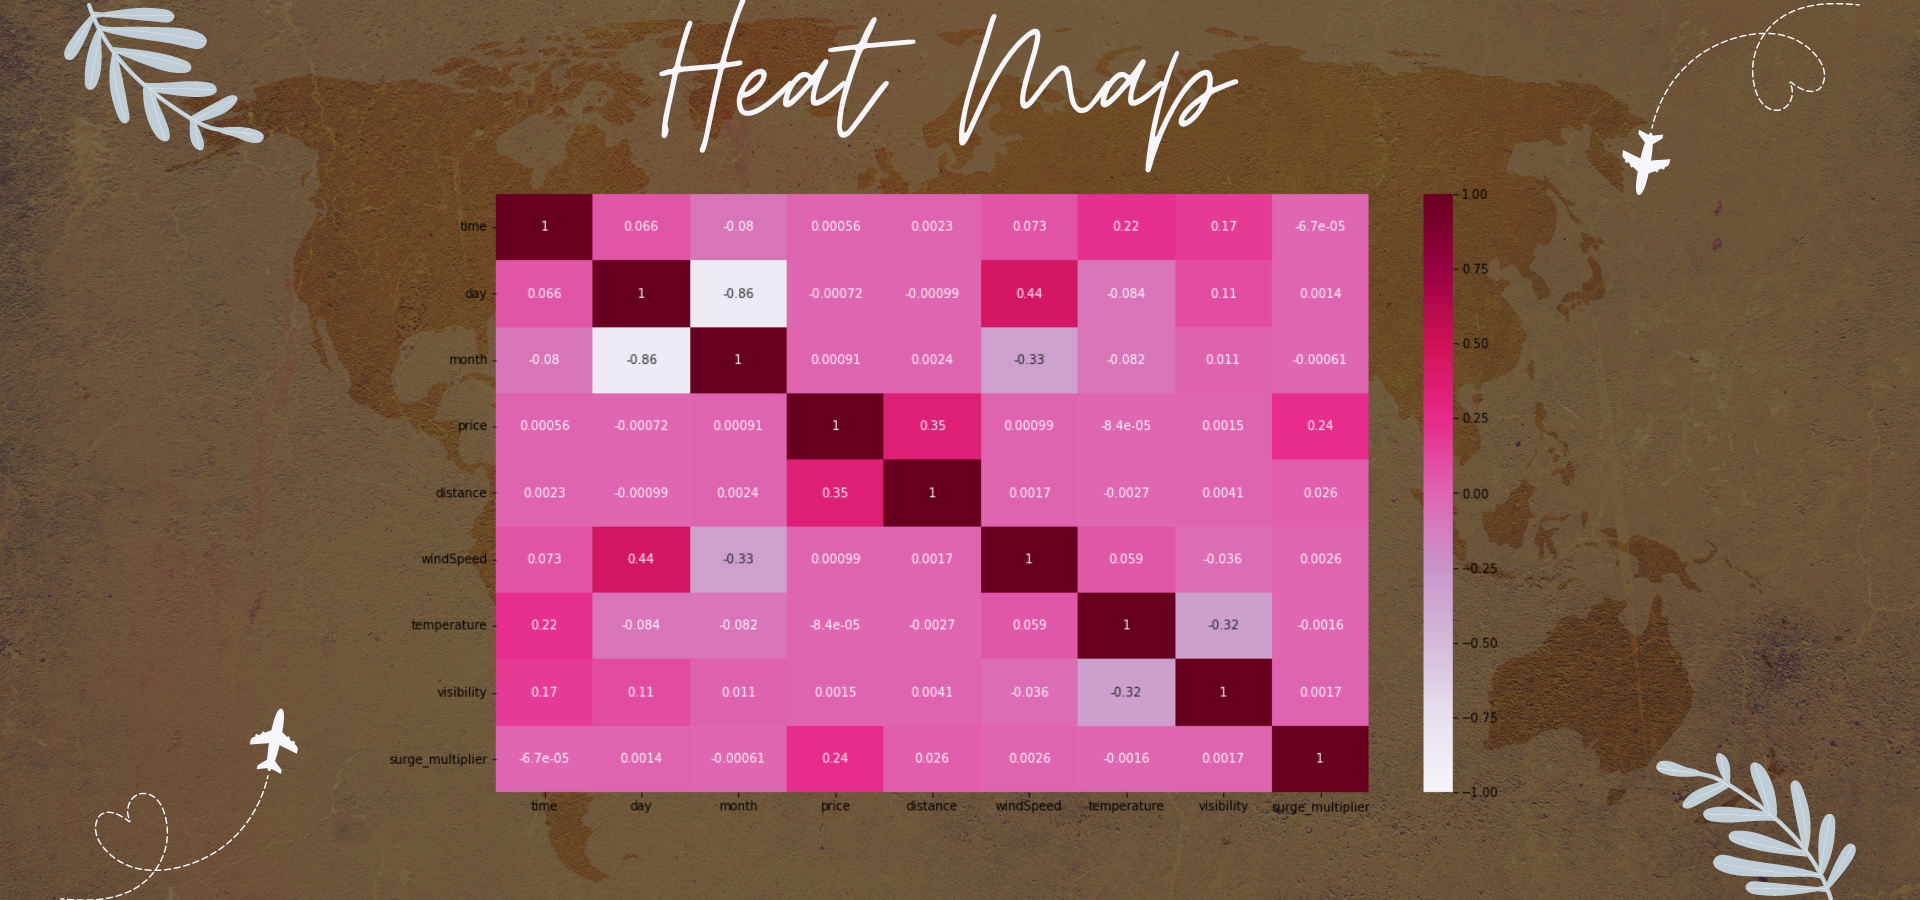 Heat Map
time 1 0.066 -0.08 0.00056 0.0023 0.073 0.22 0.17 -6.7e-05
day 0.066 1 -0.86 -0.00072 -0.00099 0.44 -0.084 0.11 0.0014
month -0.08 -0.86 1 0.00091 0.0024 -0.33 -0.082 0.011 -0.00061
price 0.00056 -0.00072 0.00091 1 0.35 0.00099 -8.4e-05 0.0015 0.24
distance 0.0023 -0.00099 0.0024 0.35 1 0.0017 -0.0027 0.0041 0.026
windSpeed 0.073 0.44 -0.33 0.00099 0.0017 1 0.059 -0.036 0.0026
temperature 0.22 -0.084 -0.082 -8.4e-05 -0.0027 0.059 1 -0.32 -0.0016
visibility 0.17 0.11 0.011 0.0015 0.0041 -0.036 -0.32 1 0.0017
surge_multiplier -6.7e-05 0.0014 -0.00061 0.24 0.026 0.0026 -0.0016 0.0017 1
time day month price distance windSpeed temperature visibility surge_multiplier
1.00
0.75
0.50
0.25
0.00
−0.25
−0.50
−0.75
−1.00